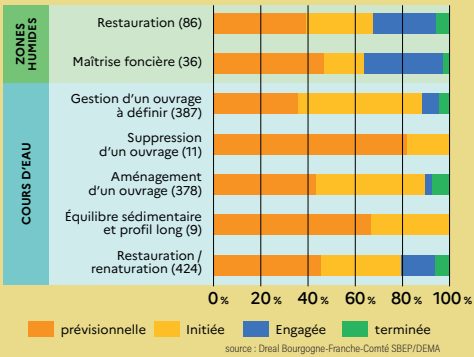 ZONES
HUMIDES
Restauration (86)
Maîtrise foncière (36)
COURS D'EAU
Gestion d'un ouvrage
à définir (387)
Suppression
d'un ouvrage (11)
Aménagement
d'un ouvrage (378)
Équilibre sédimentaire
et profil long (9)
Restauration /
renaturation (424)
0 % 20 % 40 % 60 % 80 % 100 %
prévisionnelle Initiée Engagée terminée
source : Dreal Bourgogne-Franche-Comté SBEP/DEMA